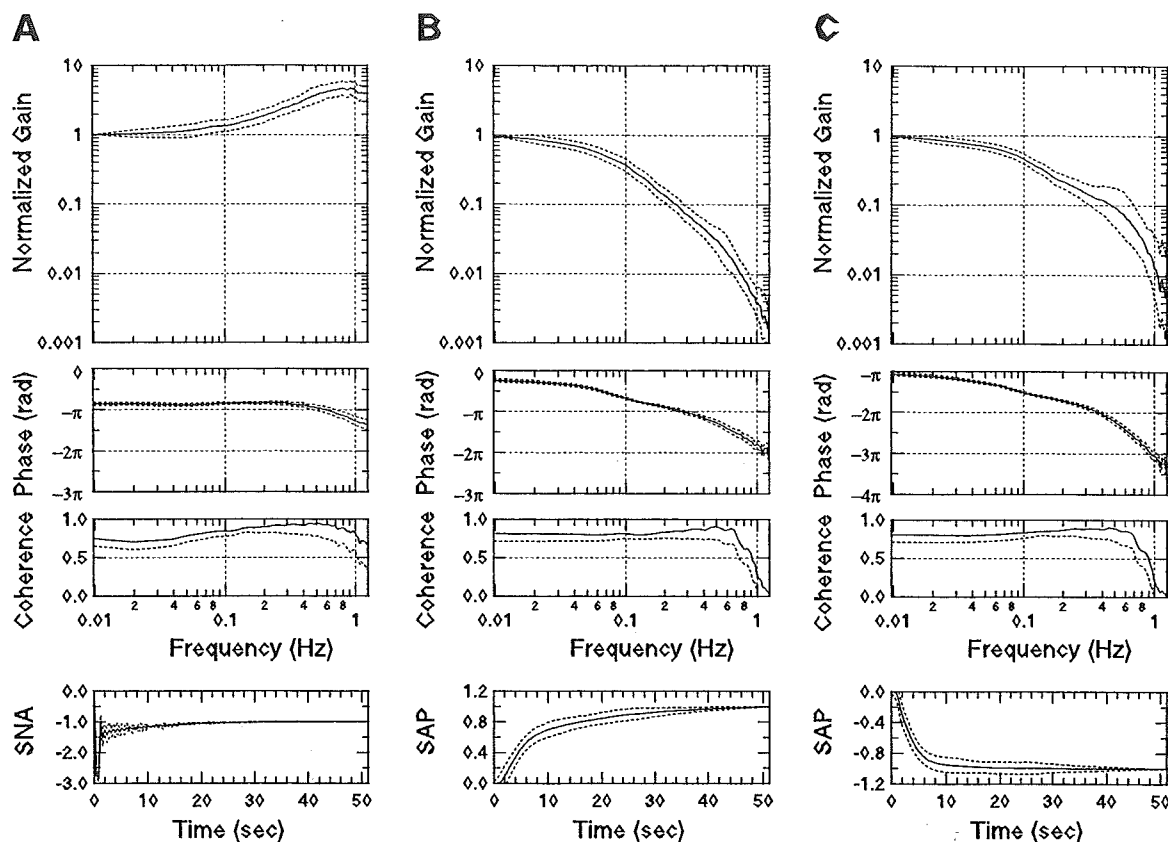 A B C
Normalized Gain
10
1
0.1
0.01
0.001
Normalized Gain
10
1
0.1
0.01
0.001
Normalized Gain
10
1
0.1
0.01
0.001
Phase (rad)
0
-π
-2π
-3π
Phase (rad)
0
-π
-2π
-3π
Phase (rad)
-π
-2π
-3π
-4π
Coherence
1.0
0.5
0.0
2 4 6 8 2 4 6 8
0.01 0.1 1
Frequency (Hz)
Coherence
1.0
0.5
0.0
2 4 6 8 2 4 6 8
0.01 0.1 1
Frequency (Hz)
Coherence
1.0
0.5
0.0
2 4 6 8 2 4 6 8
0.01 0.1 1
Frequency (Hz)
SNA
0.0
-1.0
-2.0
-3.0
0 10 20 30 40 50
Time (sec)
SAP
1.2
0.8
0.4
0.0
0 10 20 30 40 50
Time (sec)
SAP
0.0
-0.4
-0.8
-1.2
0 10 20 30 40 50
Time (sec)